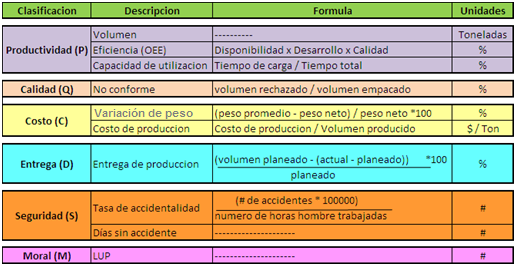 Clasificacion Descripcion Formula Unidades
Productividad (P) Volumen ---------- Toneladas
Eficiencia (OEE) Disponibilidad x Desarrollo x Calidad %
Capacidad de utilizacion Tiempo de carga / Tiempo total %
Calidad (Q) No conforme volumen rechazado / volumen empacado %
Costo (C) Variación de peso (peso promedio - peso neto) / peso neto *100 %
Costo de produccion Costo de produccion / Volumen producido $ / Ton
Entrega (D) Entrega de produccion (volumen planeado - (actual - planeado)) *100 %
planeado
Seguridad (S) Tasa de accidentalidad (# de accidentes * 100000) #
numero de horas hombre trabajadas
Días sin accidente -------------------- #
Moral (M) LUP -------------------- #